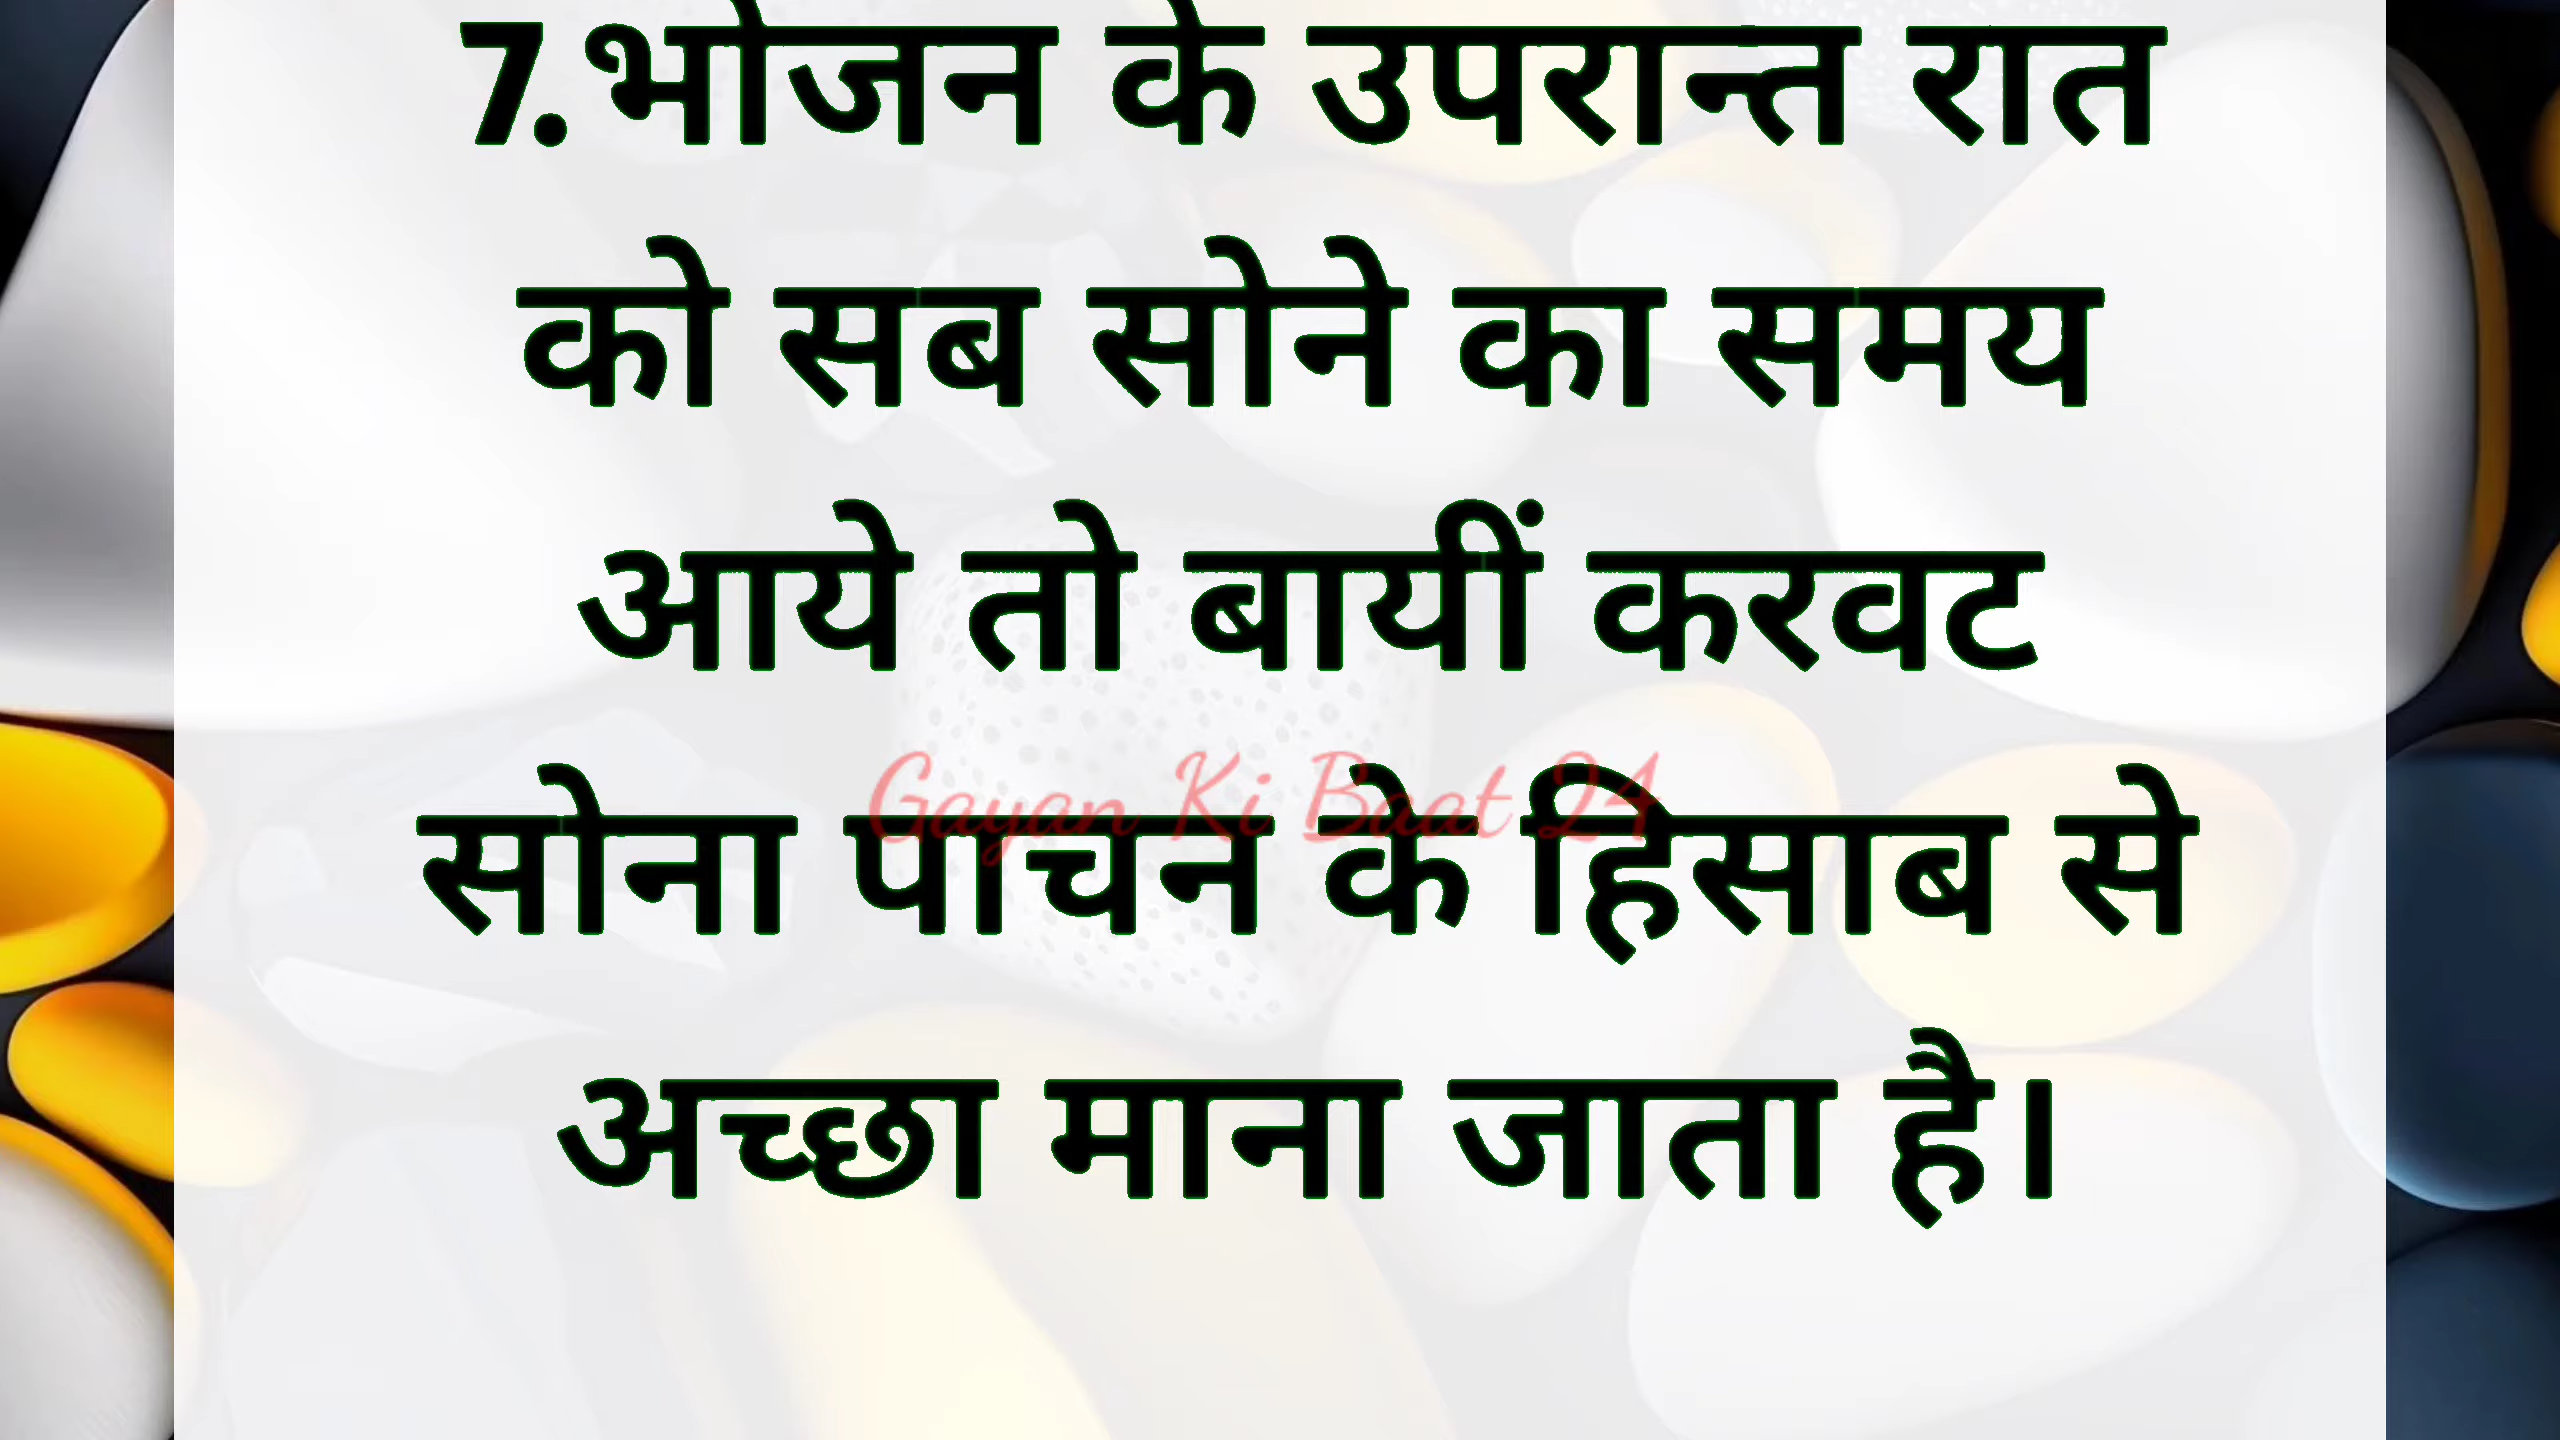 7.भोजन के उपरान्त रात
को सब सोने का समय
आये तो बायीं करवट
Gayan Ki Baat 24
सोना पाचन के हिसाब से
अच्छा माना जाता है।